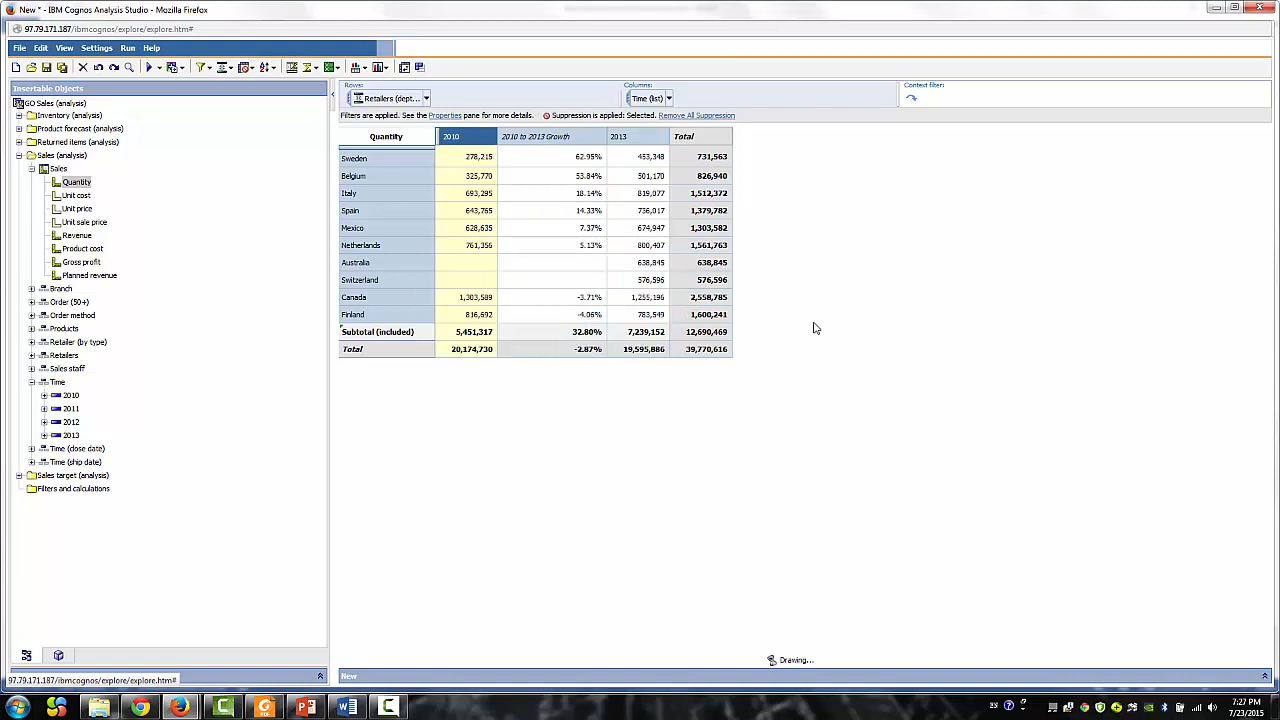 New * - IBM Cognos Analysis Studio - Mozilla Firefox
97.79.171.187/ibmcognos/explore/explore.htm#
File Edit View Settings Run Help
Insertable Objects
GO Sales (analysis)
Inventory (analysis)
Product forecast (analysis)
Returned items (analysis)
Sales (analysis)
Sales
Quantity
Unit cost
Unit price
Unit sale price
Revenue
Product cost
Gross profit
Planned revenue
Branch
Order (50+)
Order method
Products
Retailer (by type)
Retailers
Sales staff
Time
2010
2011
2012
2013
Time (close date)
Time (ship date)
Sales target (analysis)
Filters and calculations
Rows: Columns: Context filter:
Retailers (dept... Time (list)
Filters are applied. See the Properties pane for more details. Suppression is applied: Selected. Remove All Suppression
Quantity 2010 2010 to 2013 Growth 2013 Total
Sweden 278,215 62.95% 453,348 731,563
Belgium 325,770 53.84% 501,170 826,940
Italy 693,295 18.14% 819,077 1,512,372
Spain 643,765 14.33% 736,017 1,379,782
Mexico 628,635 7.37% 674,947 1,303,582
Netherlands 761,356 5.13% 800,407 1,561,763
Australia 638,845 638,845
Switzerland 576,596 576,596
Canada 1,303,589 -3.71% 1,255,196 2,558,785
Finland 816,692 -4.06% 783,549 1,600,241
Subtotal (included) 5,451,317 32.80% 7,239,152 12,690,469
Total 20,174,730 -2.87% 19,595,886 39,770,616
Drawing...
New
97.79.171.187/ibmcognos/explore/explore.htm#
7:27 PM
7/23/2015